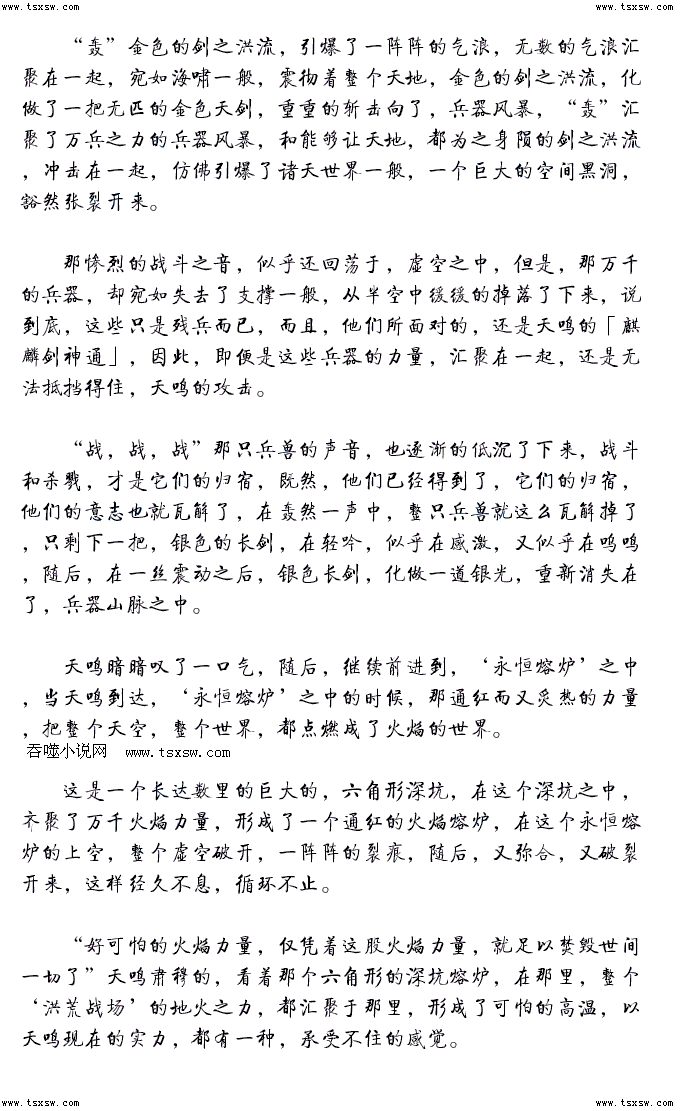 www.tsxsw.com www.tsxsw.com
“轰”金色的剑之洪流，引爆了一阵阵的气浪，无数的气浪汇
聚在一起，宛如海啸一般，震彻着整个天地，金色的剑之洪流，化
做了一把无匹的金色天剑，重重的斩击向了，兵器风暴，“轰”汇
聚了万兵之力的兵器风暴，和能够让天地，都为之身陨的剑之洪流
，冲击在一起，仿佛引爆了诸天世界一般，一个巨大的空间黑洞，
豁然张裂开来。
那惨烈的战斗之音，似乎还回荡于，虚空之中，但是，那万千
的兵器，却宛如失去了支撑一般，从半空中缓缓的掉落了下来，说
到底，这些只是残兵而已，而且，他们所面对的，还是天鸣的「麒
麟剑神通」，因此，即便是这些兵器的力量，汇聚在一起，还是无
法抵挡得住，天鸣的攻击。
“战，战，战”那只兵兽的声音，也逐渐的低沉了下来，战斗
和杀戮，才是它们的归宿，既然，他们已经得到了，它们的归宿，
他们的意志也就瓦解了，在轰然一声中，整只兵兽就这么瓦解掉了
，只剩下一把，银色的长剑，在轻吟，似乎在感激，又似乎在呜鸣
，随后，在一丝震动之后，银色长剑，化做一道银光，重新消失在
了，兵器山脉之中。
天鸣暗暗叹了一口气，随后，继续前进到，‘永恒熔炉’之中
，当天鸣到达，‘永恒熔炉’之中的时候，那通红而又炙热的力量
，把整个天空，整个世界，都点燃成了火焰的世界。
吞噬小说网 www.tsxsw.com
这是一个长达数里的巨大的，六角形深坑，在这个深坑之中，
齐聚了万千火焰力量，形成了一个通红的火焰熔炉，在这个永恒熔
炉的上空，整个虚空破开，一阵阵的裂痕，随后，又弥合，又破裂
开来，这样经久不息，循环不止。
“好可怕的火焰力量，仅凭着这股火焰力量，就足以焚毁世间
一切了”天鸣肃穆的，看着那个六角形的深坑熔炉，在那里，整个
‘洪荒战场’的地火之力，都汇聚于那里，形成了可怕的高温，以
天鸣现在的实力，都有一种，承受不住的感觉。
www.tsxsw.com www.tsxsw.com